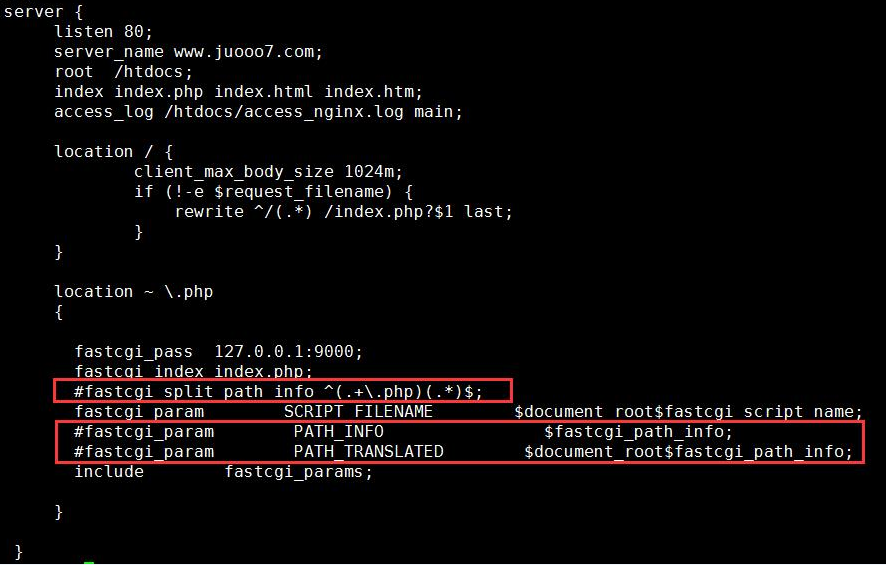 server {
listen 80;
server_name www.juooo7.com;
root /htdocs;
index index.php index.html index.htm;
access_log /htdocs/access_nginx.log main;
location / {
client_max_body_size 1024m;
if (!-e $request_filename) {
rewrite ^/(.*) /index.php?$1 last;
}
}
location ~ \.php
{
fastcgi_pass 127.0.0.1:9000;
fastcgi_index index.php;
#fastcgi_split_path_info ^(.+\.php)(.*)$;
fastcgi_param SCRIPT_FILENAME $document_root$fastcgi_script_name;
#fastcgi_param PATH_INFO $fastcgi_path_info;
#fastcgi_param PATH_TRANSLATED $document_root$fastcgi_path_info;
include fastcgi_params;
}
}